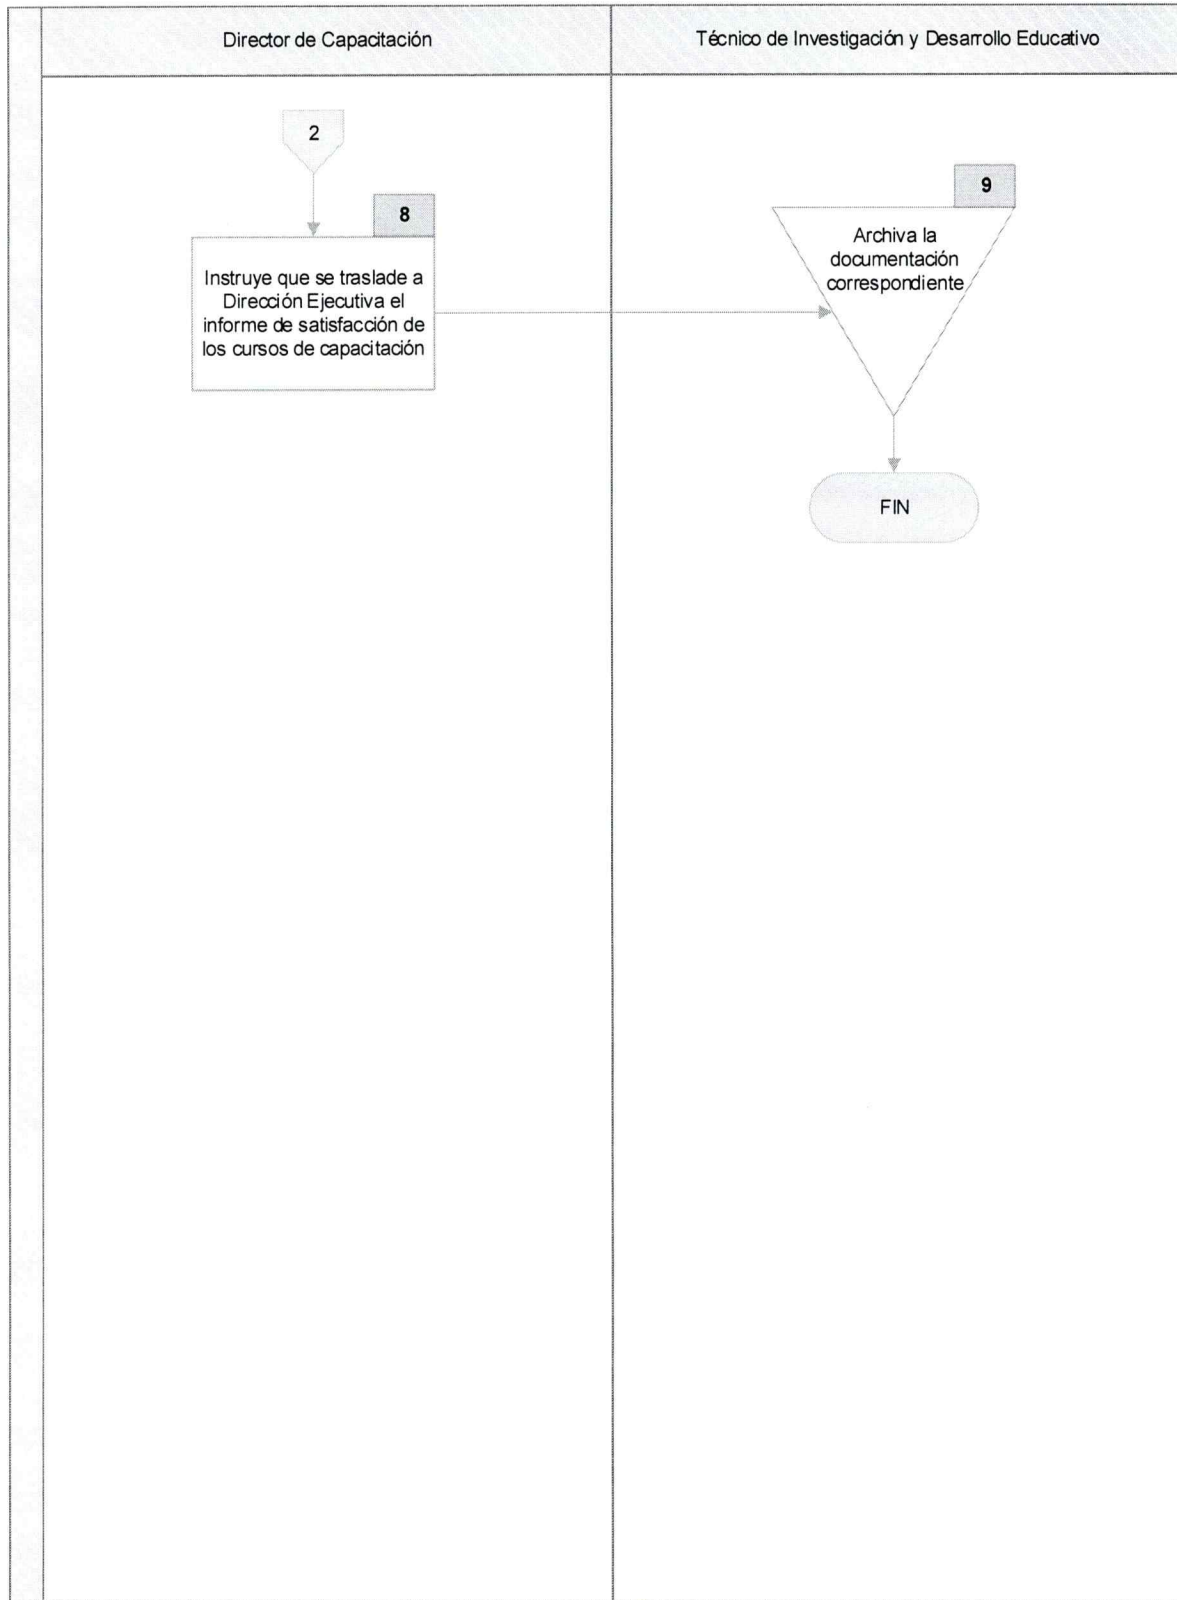 Director de Capacitación
Técnico de Investigación y Desarrollo Educativo
2
8
Instruye que se traslade a
Dirección Ejecutiva el
informe de satisfacción de
los cursos de capacitación
9
Archiva la
documentación
correspondiente
FIN